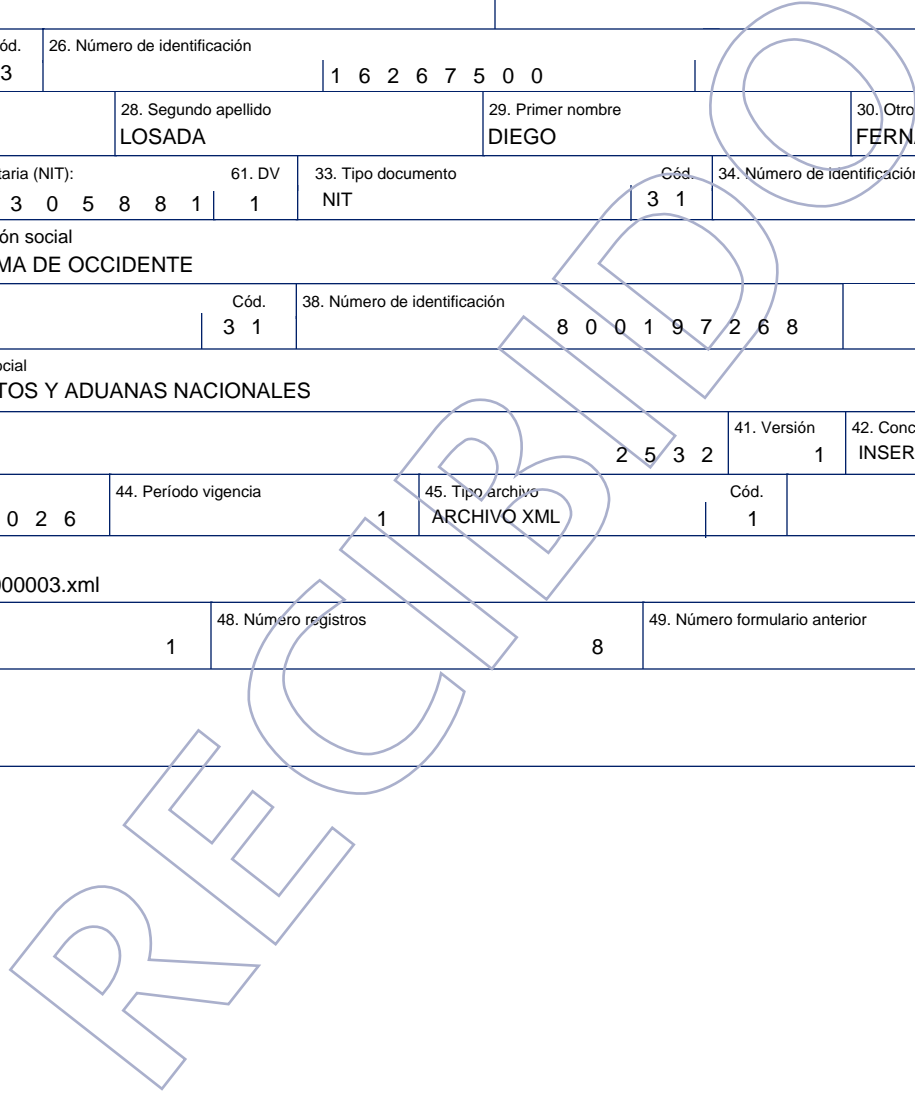 ód. 26. Número de identificación
3 1 6 2 6 7 5 0 0
28. Segundo apellido 29. Primer nombre 30. Otro
LOSADA DIEGO FERNA
taria (NIT): 61. DV 33. Tipo documento Cód. 34. Número de identificación
3 0 5 8 8 1 1 NIT 3 1
ón social
MA DE OCCIDENTE
Cód. 38. Número de identificación
3 1 8 0 0 1 9 7 2 6 8
ocial
TOS Y ADUANAS NACIONALES
41. Versión 42. Conc
2 5 3 2 1 INSER
44. Período vigencia 45. Tipo archivo Cód.
0 2 6 1 ARCHIVO XML 1
000003.xml
48. Número registros 49. Número formulario anterior
1 8
RECIBIDO